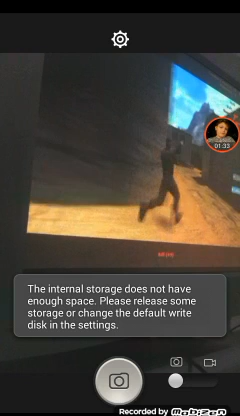 01:33
The internal storage does not have
enough space. Please release some
storage or change the default write
disk in the settings.
Recorded by Mobizen